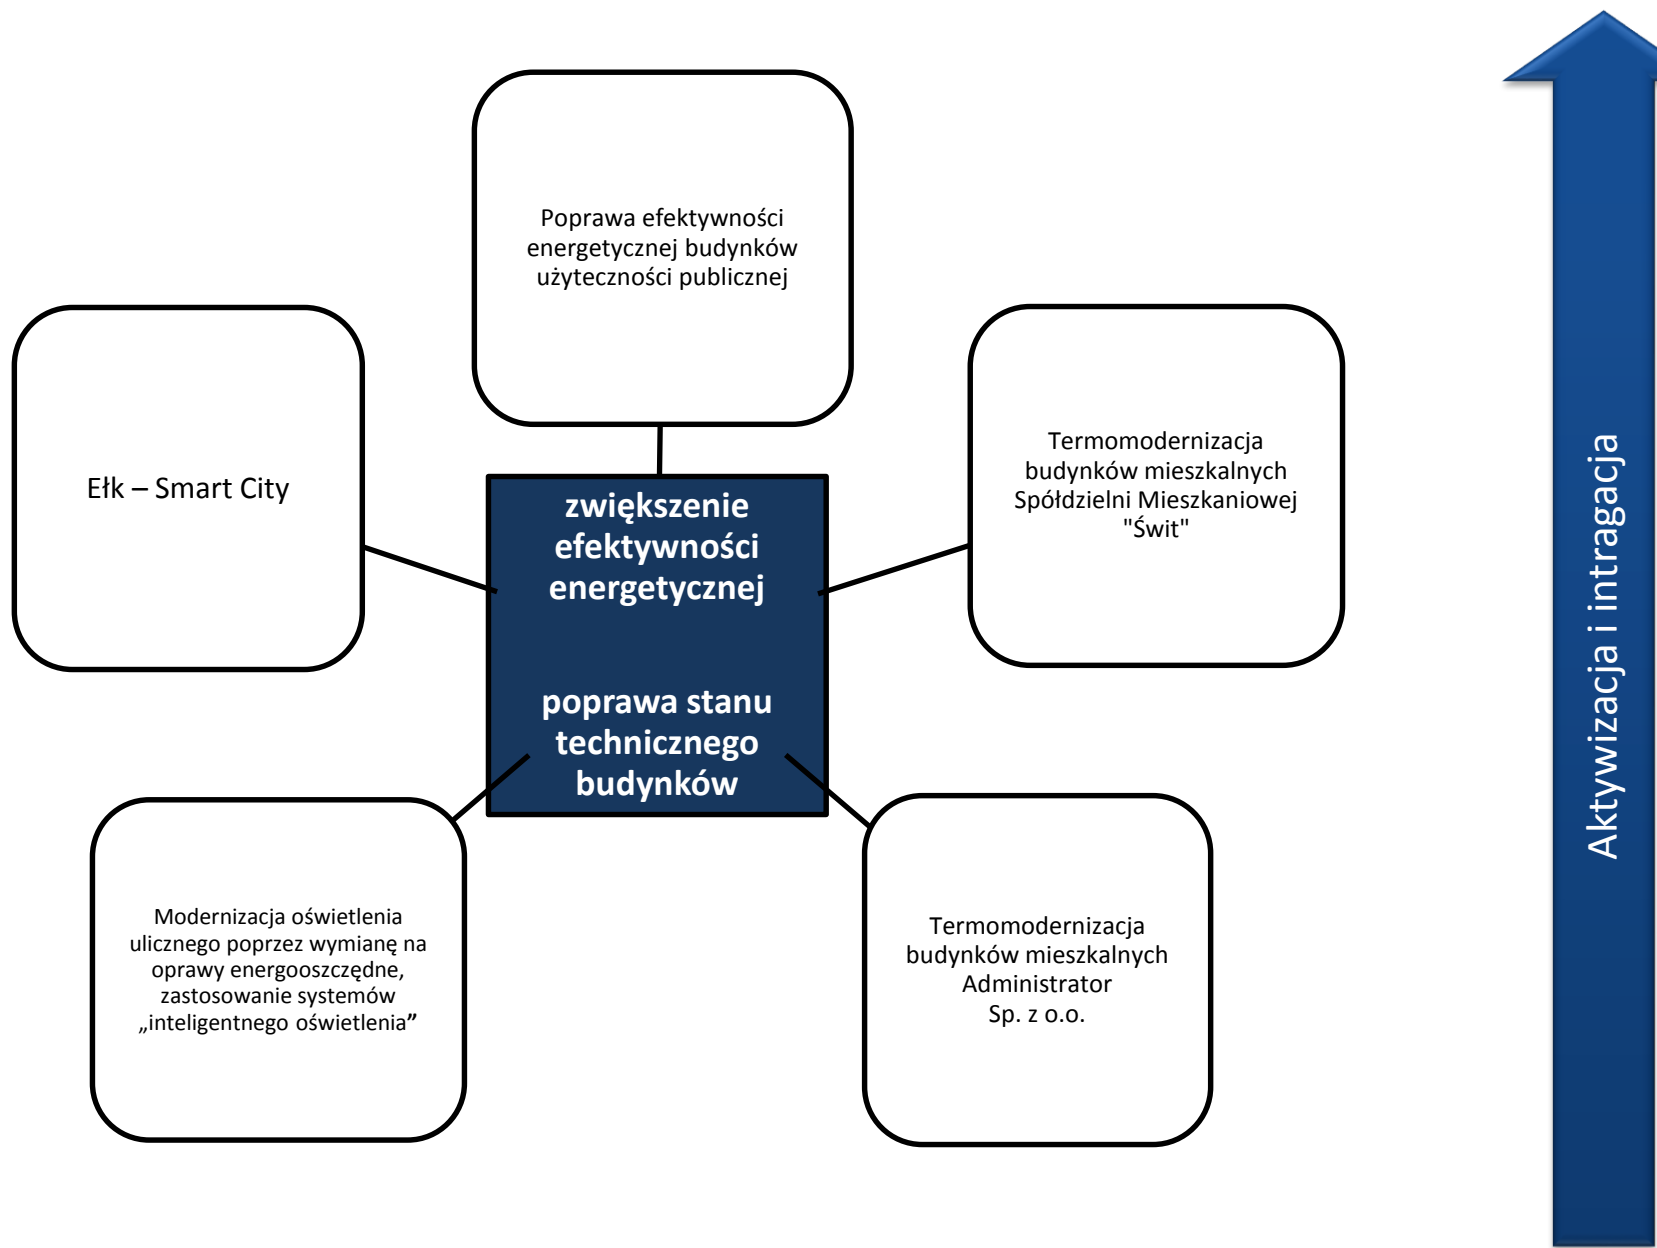 Poprawa efektywności
energetycznej budynków
użyteczności publicznej
Ełk – Smart City
Termomodernizacja
budynków mieszkalnych
Spółdzielni Mieszkaniowej
"Świt"
zwiększenie
efektywności
energetycznej
poprawa stanu
technicznego
budynków
Modernizacja oświetlenia
ulicznego poprzez wymianę na
oprawy energooszczędne,
zastosowanie systemów
„inteligentnego oświetlenia”
Termomodernizacja
budynków mieszkalnych
Administrator
Sp. z o.o.
Aktywizacja i intragacja